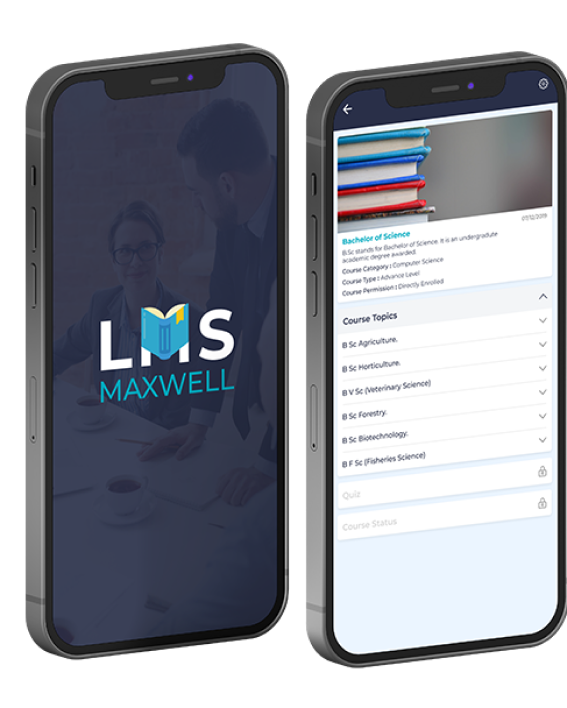 LMS
MAXWELL
07/12/2019
Bachelor of Science
B.Sc stands for Bachelor of Science. It is an undergraduate
academic degree awarded.
Course Category : Computer Science
Course Type : Advance Level
Course Permission : Directly Enrolled
Course Topics
B Sc Agriculture.
B Sc Horticulture.
B V Sc (Veterinary Science)
B Sc Forestry.
B Sc Biotechnology.
B F Sc (Fisheries Science)
Quiz
Course Status